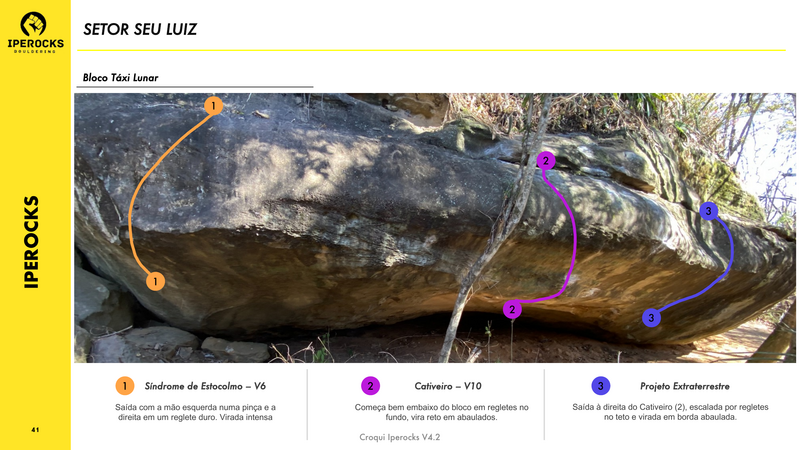 IPEROCKS
BOULDERING
SETOR SEU LUIZ
Bloco Táxi Lunar
IPEROCKS
1
2
3
1
2
3
1 Síndrome de Estocolmo – V6
Saída com a mão esquerda numa pinça e a
direita em um reglete duro. Virada intensa
2 Cativeiro – V10
Começa bem embaixo do bloco em regletes no
fundo, vira reto em abaulados.
3 Projeto Extraterrestre
Saída à direita do Cativeiro (2), escalada por regletes
no teto e virada em borda abaulada.
41
Croqui Iperocks V4.2